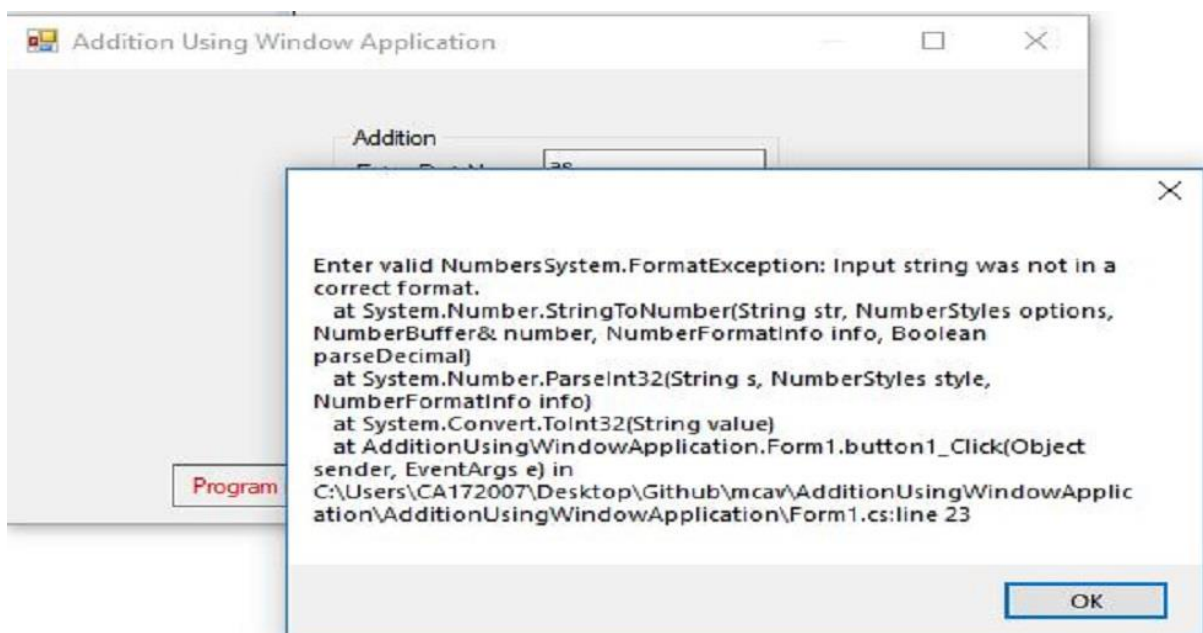 Addition Using Window Application
Addition
as
Enter valid NumbersSystem.FormatException: Input string was not in a
correct format.
at System.Number.StringToNumber(String str, NumberStyles options,
NumberBuffer& number, NumberFormatInfo info, Boolean
parseDecimal)
at System.Number.ParseInt32(String s, NumberStyles style,
NumberFormatInfo info)
at System.Convert.ToInt32(String value)
at AdditionUsingWindowApplication.Form1.button1_Click(Object
sender, EventArgs e) in
C:\Users\CA172007\Desktop\Github\mcav\AdditionUsingWindowApplic
ation\AdditionUsingWindowApplication\Form1.cs:line 23
Program
OK